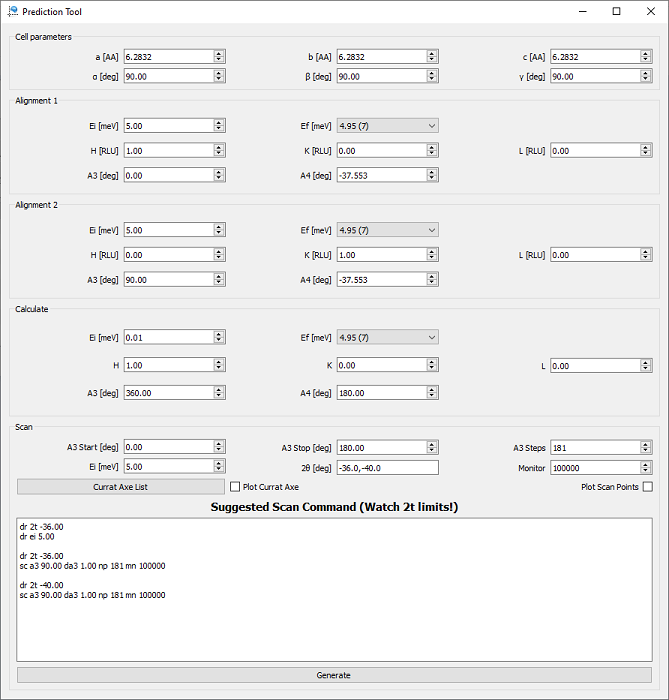 Prediction Tool
Cell parameters
a [AA] 6.2832 b [AA] 6.2832 c [AA] 6.2832
α [deg] 90.00 β [deg] 90.00 γ [deg] 90.00
Alignment 1
Ei [meV] 5.00 Ef [meV] 4.95 (7)
H [RLU] 1.00 K [RLU] 0.00 L [RLU] 0.00
A3 [deg] 0.00 A4 [deg] -37.553
Alignment 2
Ei [meV] 5.00 Ef [meV] 4.95 (7)
H [RLU] 0.00 K [RLU] 1.00 L [RLU] 0.00
A3 [deg] 90.00 A4 [deg] -37.553
Calculate
Ei [meV] 0.01 Ef [meV] 4.95 (7)
H 1.00 K 0.00 L 0.00
A3 [deg] 360.00 A4 [deg] 180.00
Scan
A3 Start [deg] 0.00 A3 Stop [deg] 180.00 A3 Steps 181
Ei [meV] 5.00 2θ [deg] -36.0,-40.0 Monitor 100000
Currat Axe List Plot Currat Axe Plot Scan Points
Suggested Scan Command (Watch 2t limits!)
dr 2t -36.00
dr ei 5.00
dr 2t -36.00
sc a3 90.00 da3 1.00 np 181 mn 100000
dr 2t -40.00
sc a3 90.00 da3 1.00 np 181 mn 100000
Generate